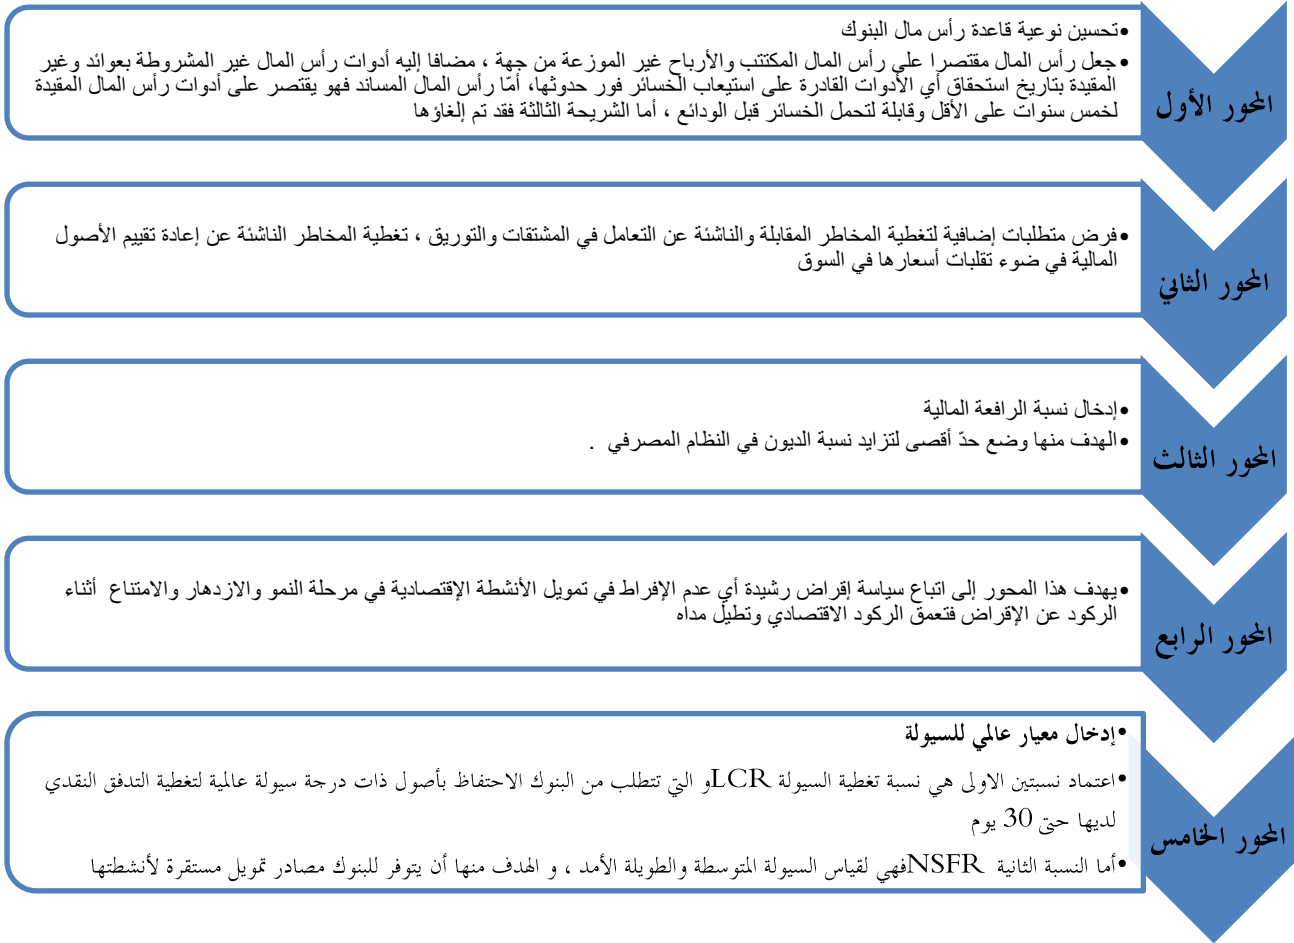 المحور الأول
•تحسين نوعية قاعدة رأس مال البنوك
•جعل رأس المال مقتصرا على رأس المال المكتتب والأرباح غير الموزعة من جهة ، مضافا إليه أدوات رأس المال غير المشروطة بعوائد وغير
المقيدة بتاريخ استحقاق أي الأدوات القادرة على استيعاب الخسائر فور حدوثها، أمّا رأس المال المساند فهو يقتصر على أدوات رأس المال المقيدة
لخمس سنوات على الأقل وقابلة لتحمل الخسائر قبل الودائع ، أما الشريحة الثالثة فقد تم إلغاؤها
المحور الثاني
•فرض متطلبات إضافية لتغطية المخاطر المقابلة والناشئة عن التعامل في المشتقات والتوريق ، تغطية المخاطر الناشئة عن إعادة تقييم الأصول
المالية في ضوء تقلبات أسعارها في السوق
المحور الثالث
•إدخال نسبة الرافعة المالية
•الهدف منها وضع حدّ أقصى لتزايد نسبة الديون في النظام المصرفي .
المحور الرابع
•يهدف هذا المحور إلى اتباع سياسة إقراض رشيدة أي عدم الإفراط في تمويل الأنشطة الإقتصادية في مرحلة النمو والازدهار والامتناع أثناء
الركود عن الإقراض فتعمق الركود الاقتصادي وتطيل مداه
المحور الخامس
•إدخال معيار عالمي للسيولة
•اعتماد نسبتين الاولى هي نسبة تغطية السيولة LCRو التي تتطلب من البنوك الاحتفاظ بأصول ذات درجة سيولة عالمية لتغطية التدفق النقدي
لديها حتى 30 يوم
•أما النسبة الثانية NSFRفهي لقياس السيولة المتوسطة والطويلة الأمد ، و الهدف منها أن يتوفر للبنوك مصادر تمويل مستقرة لأنشطتها